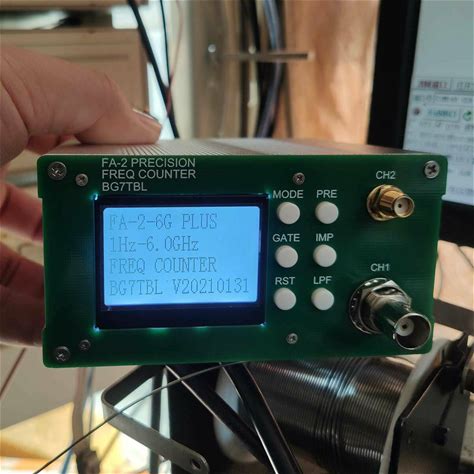 FA-2 PRECISION
FREQ COUNTER
BG7TBL
FA-2-6G PLUS
1Hz-6.0GHz
FREQ COUNTER
BG7TBL V20210131
MODE PRE
GATE IMP
RST LPF
CH2
CH1